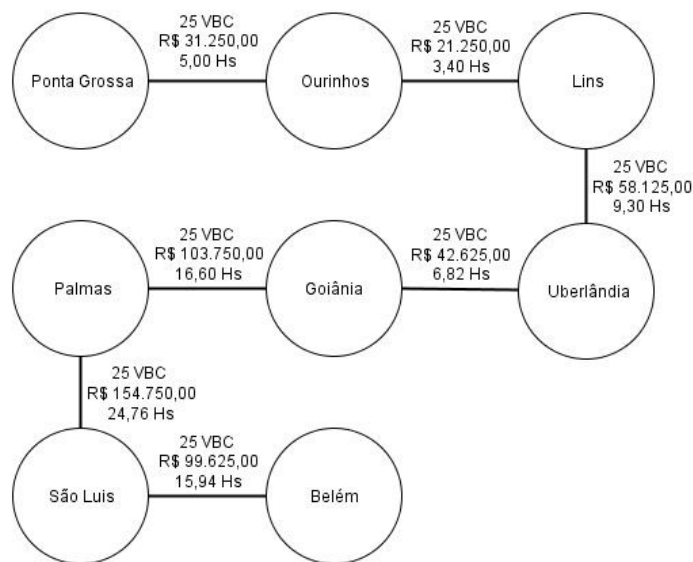 25 VBC
R$ 31.250,00
5,00 Hs
25 VBC
R$ 21.250,00
3,40 Hs
Ponta Grossa
Ourinhos
Lins
25 VBC
R$ 58.125,00
9,30 Hs
25 VBC
R$ 103.750,00
16,60 Hs
25 VBC
R$ 42.625,00
6,82 Hs
Palmas
Goiânia
Uberlândia
25 VBC
R$ 154.750,00
24,76 Hs
25 VBC
R$ 99.625,00
15,94 Hs
São Luis
Belém